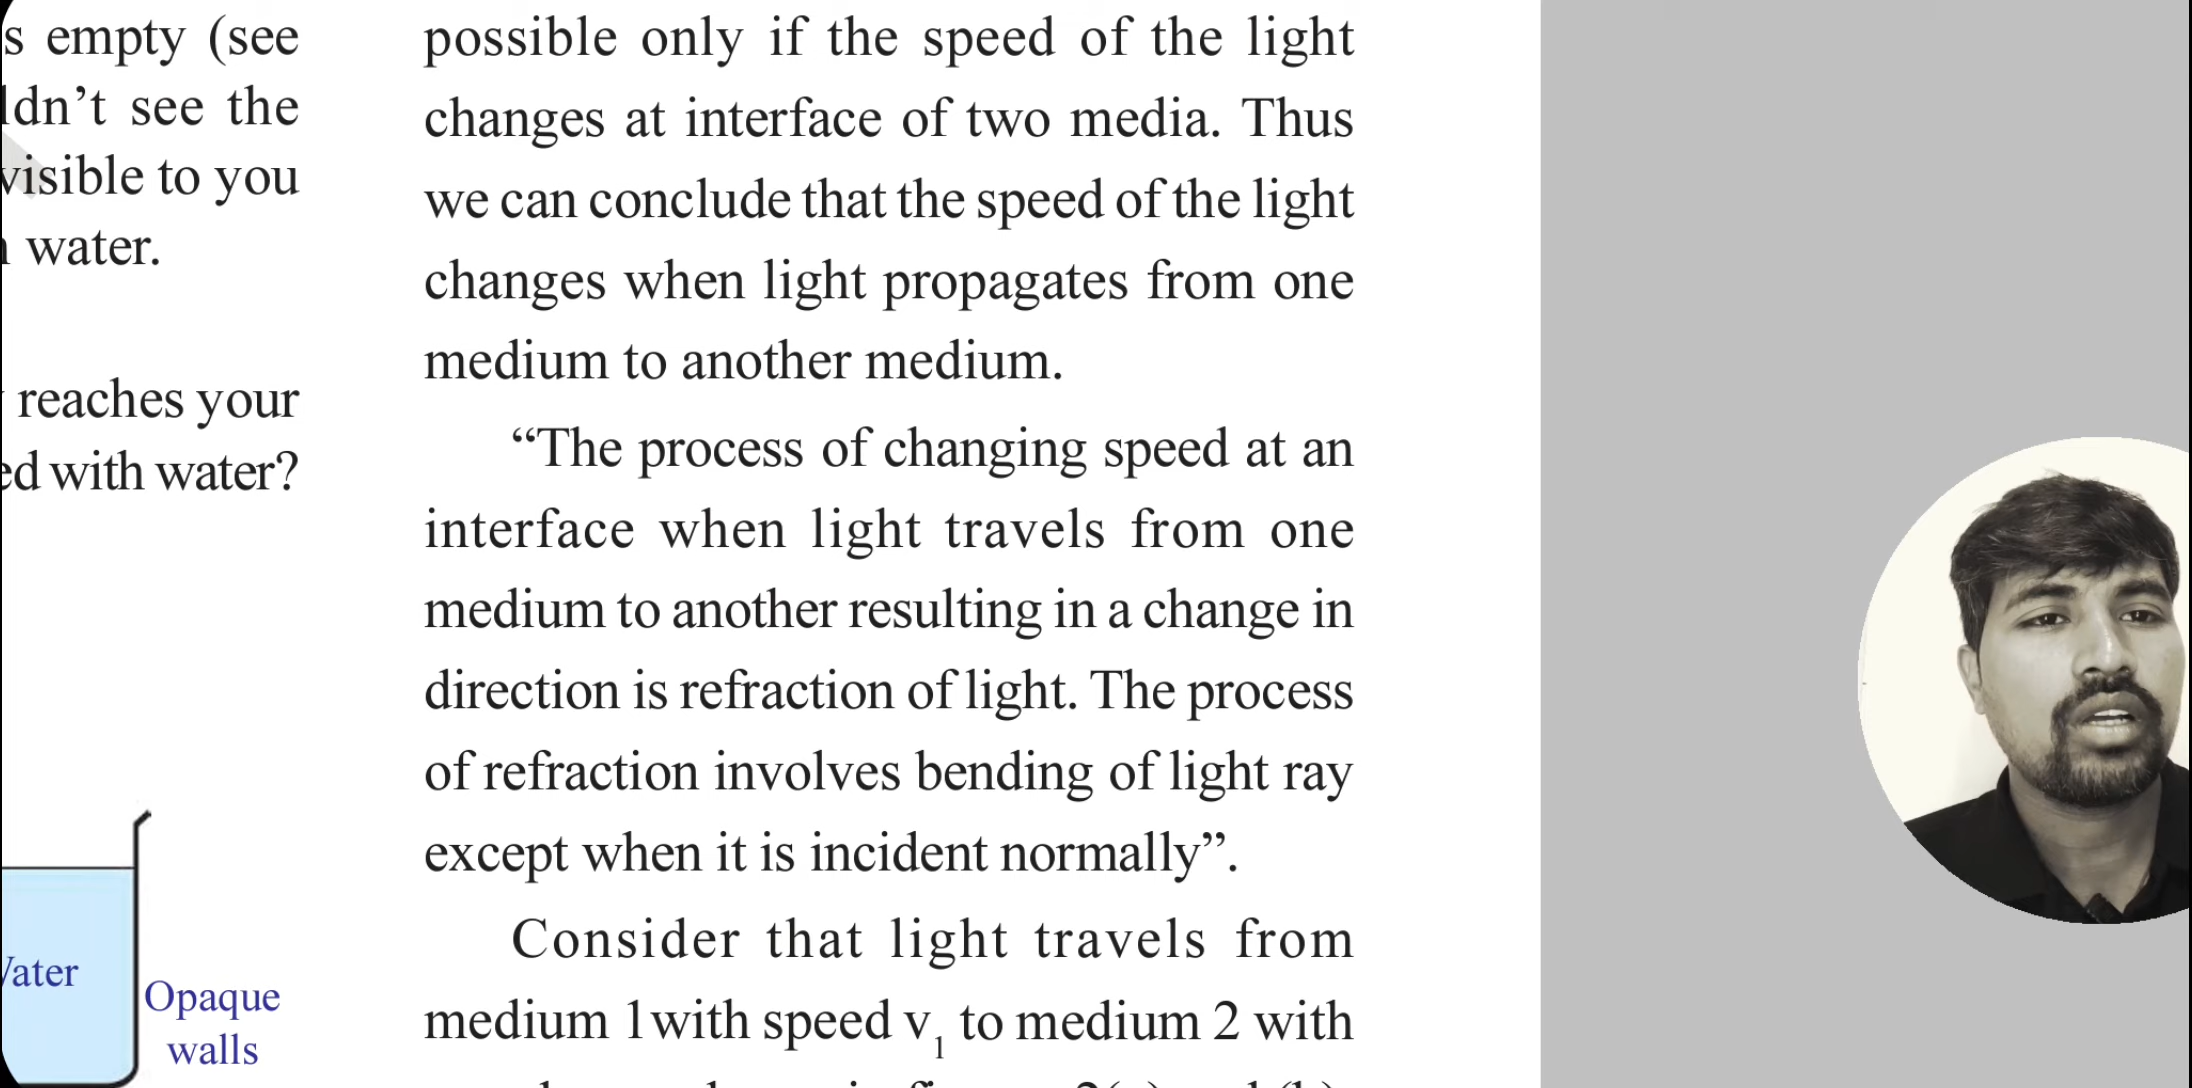 s empty (see
ldn’t see the
visible to you
water.
reaches your
ed with water?
Opaque
walls
possible only if the speed of the light
changes at interface of two media. Thus
we can conclude that the speed of the light
changes when light propagates from one
medium to another medium.
“The process of changing speed at an
interface when light travels from one
medium to another resulting in a change in
direction is refraction of light. The process
of refraction involves bending of light ray
except when it is incident normally”.
Consider that light travels from
medium 1with speed v₁ to medium 2 with